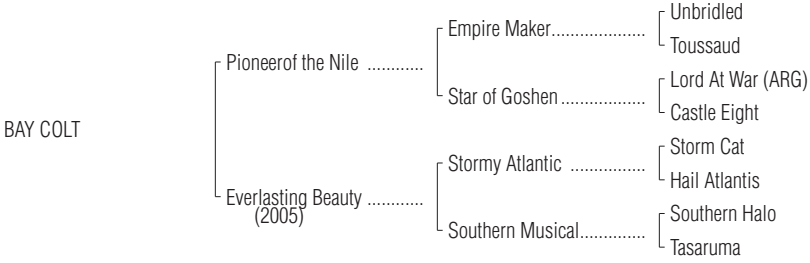 Unbridled
Empire Maker.....................
Toussaud
Pioneerof the Nile ............
Lord At War (ARG)
Star of Goshen...................
Castle Eight
BAY COLT
Storm Cat
Stormy Atlantic ................
Hail Atlantis
Everlasting Beauty ............
(2005)
Southern Halo
Southern Musical..............
Tasaruma